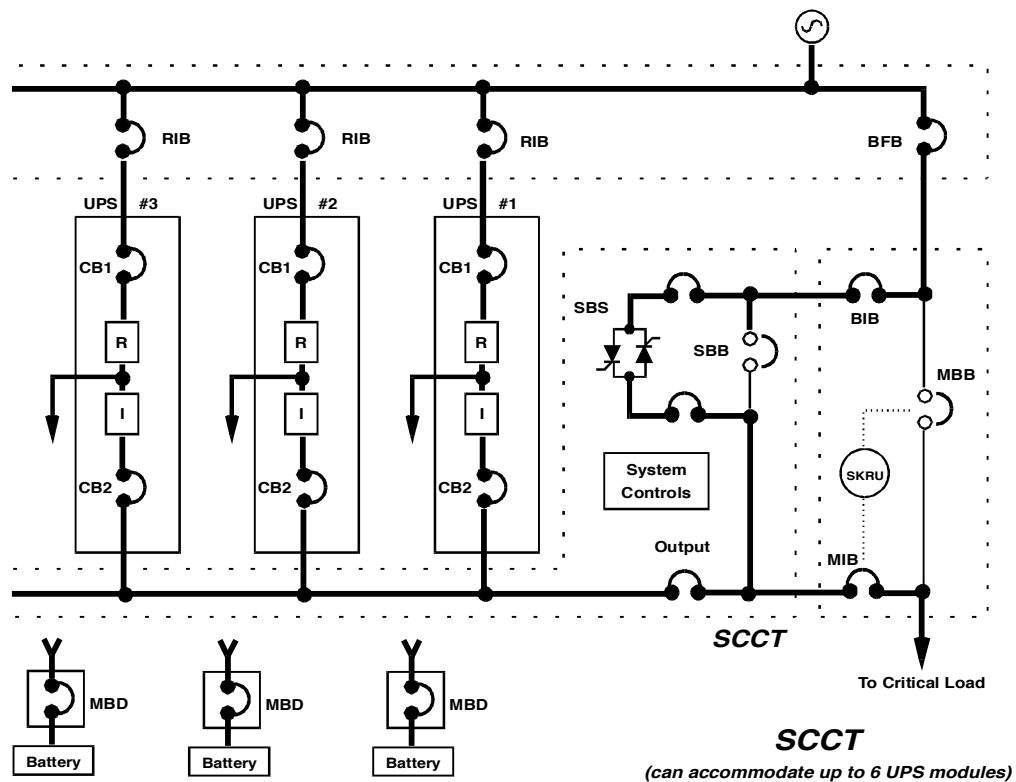 RIB
RIB
RIB
BFB
UPS #3
UPS #2
UPS #1
CB1
CB1
CB1
SBS
SBB
BIB
R
R
R
MBB
I
I
I
System
Controls
SKRU
CB2
CB2
CB2
Output
MIB
SCCT
To Critical Load
MBD
MBD
MBD
Battery
Battery
Battery
SCCT
(can accommodate up to 6 UPS modules)